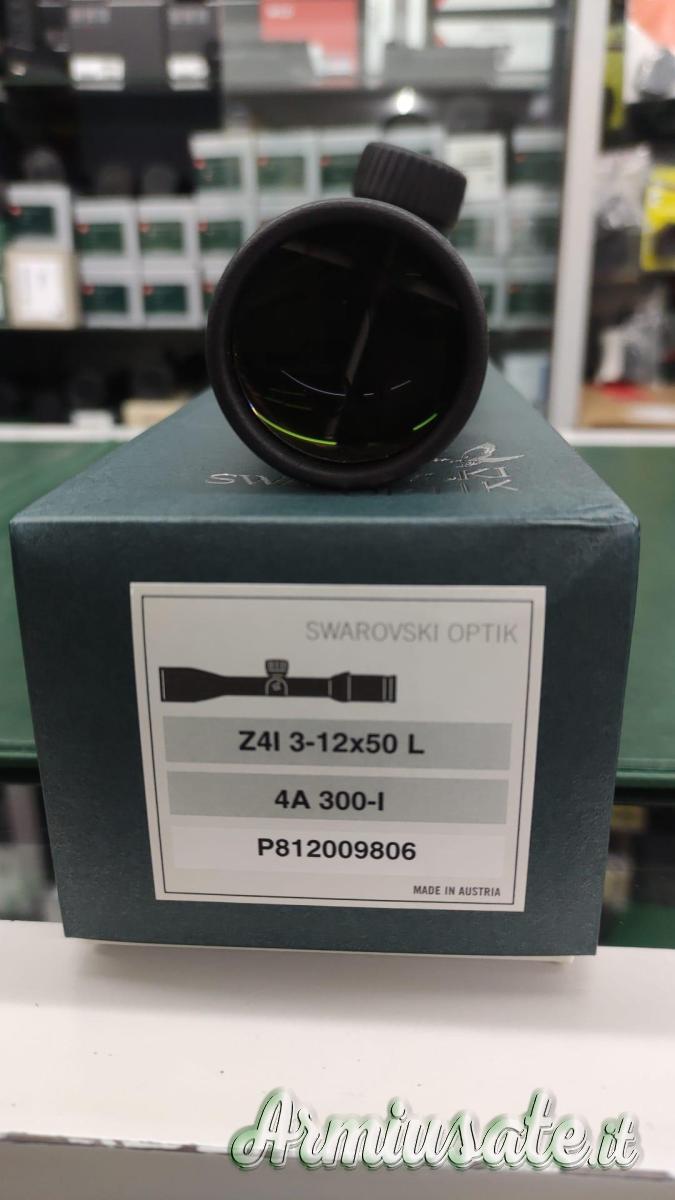 SWAROVSKI OPTIK
Z4I 3-12x50 L
4A 300-I
P812009806
MADE IN AUSTRIA
Armiusate.it